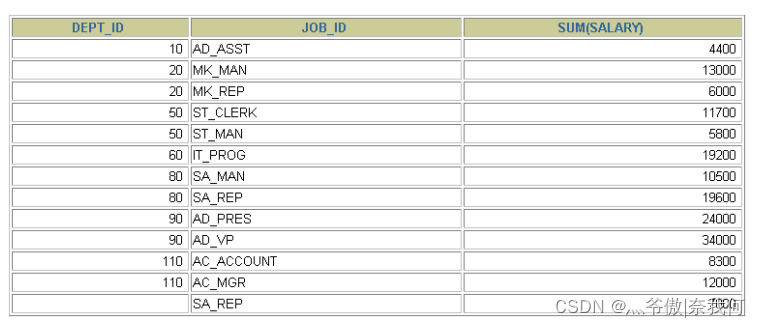 DEPT_ID JOB_ID SUM(SALARY)
10 AD_ASST 4400
20 MK_MAN 13000
20 MK_REP 6000
50 ST_CLERK 11700
50 ST_MAN 5800
60 IT_PROG 19200
80 SA_MAN 10500
80 SA_REP 19600
90 AD_PRES 24000
90 AD_VP 34000
110 AC_ACCOUNT 8300
110 AC_MGR 12000
SA_REP
CSDN @灬爷傲|奈我何